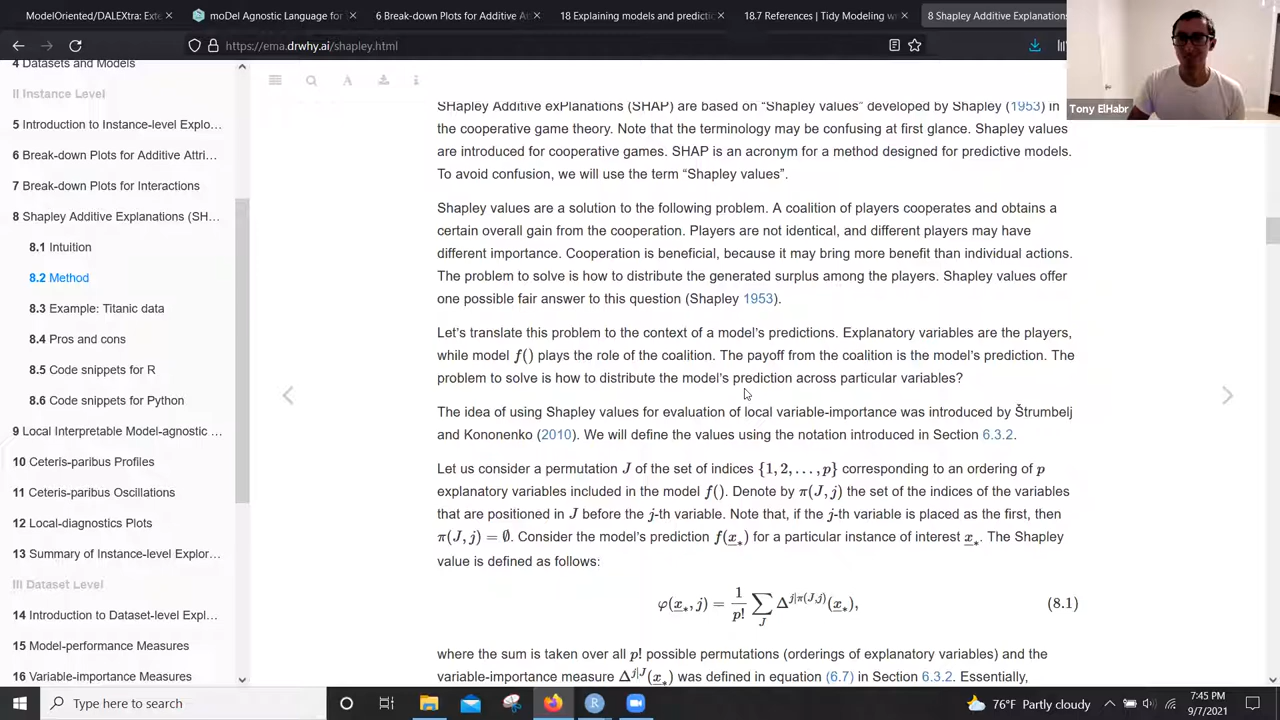 ModelOriented/DALEXtra: Exten
moDel Agnostic Language for
6 Break-down Plots for Additive At
18 Explaining models and predicti
18.7 References | Tidy Modeling w
8 Shapley Additive Explanations
https://ema.drwhy.ai/shapley.html
Tony ElHabr
4 Datasets and Models
II Instance Level
5 Introduction to Instance-level Explo...
6 Break-down Plots for Additive Attri...
7 Break-down Plots for Interactions
8 Shapley Additive Explanations (SH...
8.1 Intuition
8.2 Method
8.3 Example: Titanic data
8.4 Pros and cons
8.5 Code snippets for R
8.6 Code snippets for Python
9 Local Interpretable Model-agnostic ...
10 Ceteris-paribus Profiles
11 Ceteris-paribus Oscillations
12 Local-diagnostics Plots
13 Summary of Instance-level Explor...
III Dataset Level
14 Introduction to Dataset-level Expl...
15 Model-performance Measures
16 Variable-importance Measures
SHapley Additive exPlanations (SHAP) are based on “Shapley values” developed by Shapley (1953) in
the cooperative game theory. Note that the terminology may be confusing at first glance. Shapley values
are introduced for cooperative games. SHAP is an acronym for a method designed for predictive models.
To avoid confusion, we will use the term “Shapley values”.
Shapley values are a solution to the following problem. A coalition of players cooperates and obtains a
certain overall gain from the cooperation. Players are not identical, and different players may have
different importance. Cooperation is beneficial, because it may bring more benefit than individual actions.
The problem to solve is how to distribute the generated surplus among the players. Shapley values offer
one possible fair answer to this question (Shapley 1953).
Let’s translate this problem to the context of a model’s predictions. Explanatory variables are the players,
while model f() plays the role of the coalition. The payoff from the coalition is the model’s prediction. The
problem to solve is how to distribute the model’s prediction across particular variables?
The idea of using Shapley values for evaluation of local variable-importance was introduced by Štrumbelj
and Kononenko (2010). We will define the values using the notation introduced in Section 6.3.2.
Let us consider a permutation J of the set of indices {1, 2, . . . , p} corresponding to an ordering of p
explanatory variables included in the model f(). Denote by π(J, j) the set of the indices of the variables
that are positioned in J before the j-th variable. Note that, if the j-th variable is placed as the first, then
π(J, j) = ∅. Consider the model’s prediction f(x∗) for a particular instance of interest x∗. The Shapley
value is defined as follows:
φ(x∗, j) = 1/p! ∑J Δ^{j|π(J,j)}(x∗), (8.1)
where the sum is taken over all p! possible permutations (orderings of explanatory variables) and the
variable-importance measure Δ^{j|J}(x∗) was defined in equation (6.7) in Section 6.3.2. Essentially,
Type here to search
76°F Partly cloudy
7:45 PM
9/7/2021